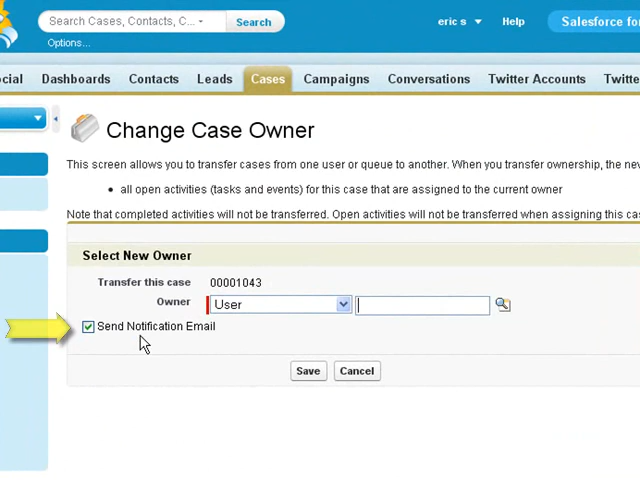 Search Cases, Contacts, C...
Search
eric s
Help
Salesforce for
Options...
ocial
Dashboards
Contacts
Leads
Cases
Campaigns
Conversations
Twitter Accounts
Twitte
Change Case Owner
This screen allows you to transfer cases from one user or queue to another. When you transfer ownership, the new
all open activities (tasks and events) for this case that are assigned to the current owner
Note that completed activities will not be transferred. Open activities will not be transferred when assigning this cas
Select New Owner
Transfer this case 00001043
Owner User
Send Notification Email
Save Cancel